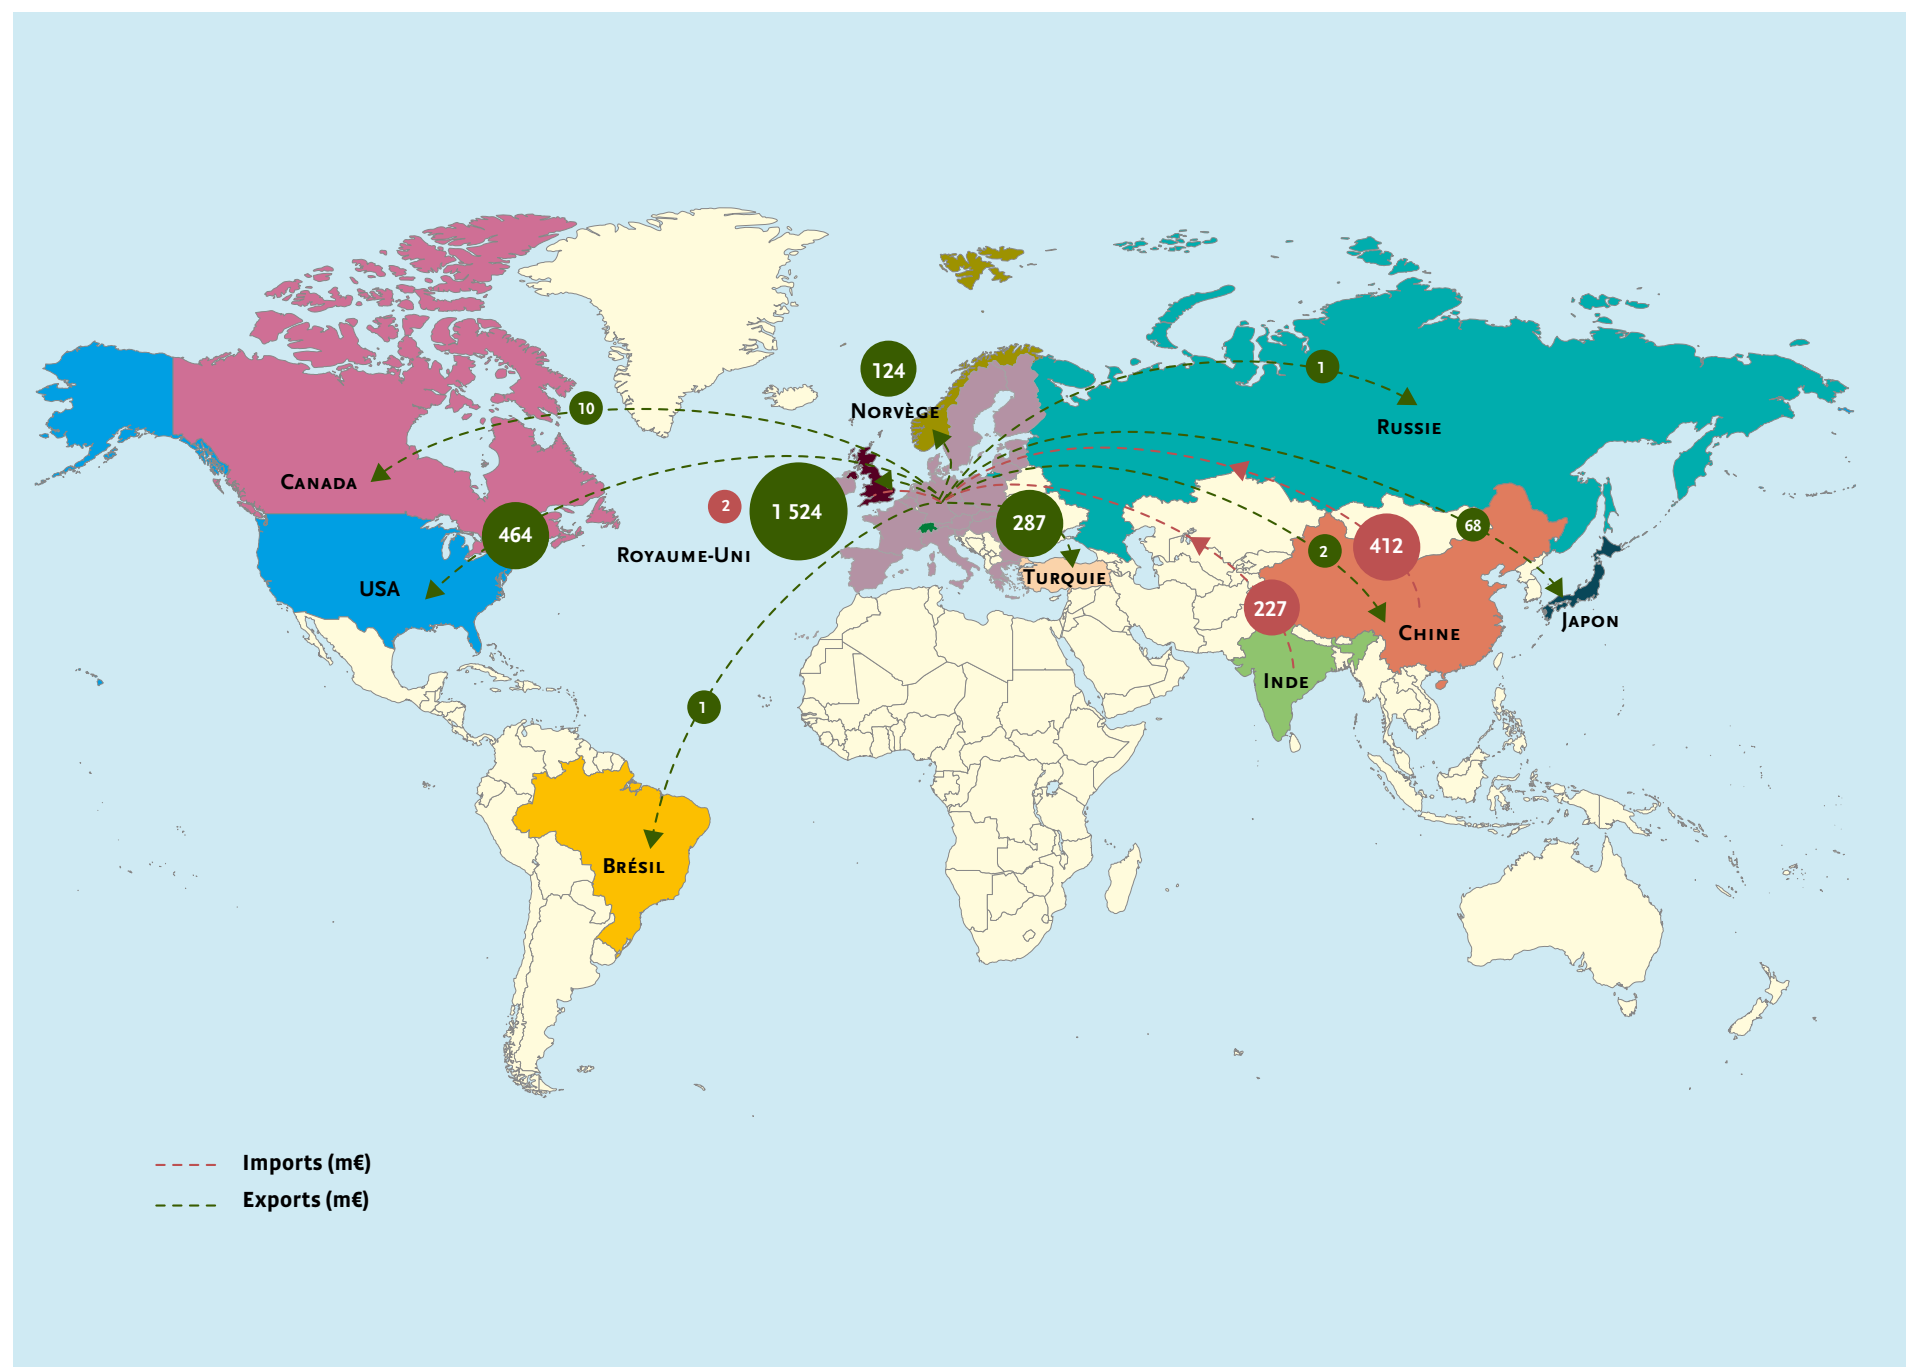 124
NORVÈGE
1
RUSSIE
10
CANADA
2
1 524
ROYAUME-UNI
464
USA
287
TURQUIE
68
412
2
227
CHINE
JAPON
INDE
1
BRÉSIL
Imports (m€)
Exports (m€)